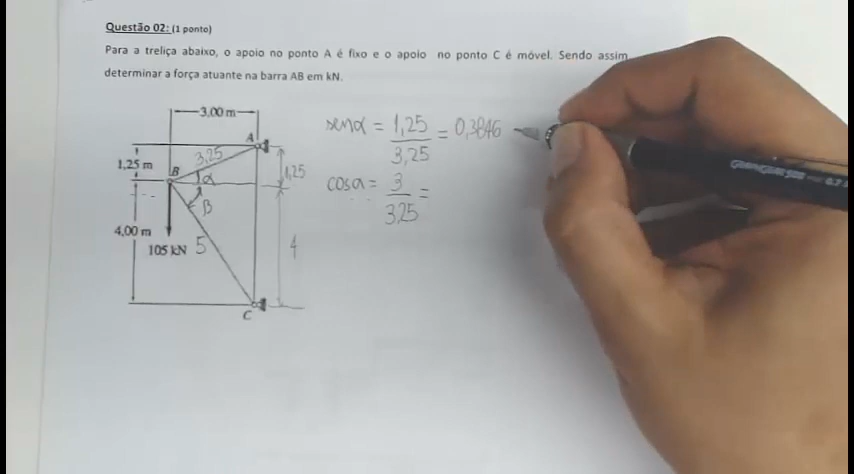 Questão 02: (1 ponto)
Para a treliça abaixo, o apoio no ponto A é fixo e o apoio no ponto C é móvel. Sendo assim
determinar a força atuante na barra AB em kN.
3,00 m
A
1,25 m
B
3,25
α
1,25
β
4,00 m
105 kN
5
4
C
senα = 1,25
3,25
= 0,3846
cosα = 3
3,25
=